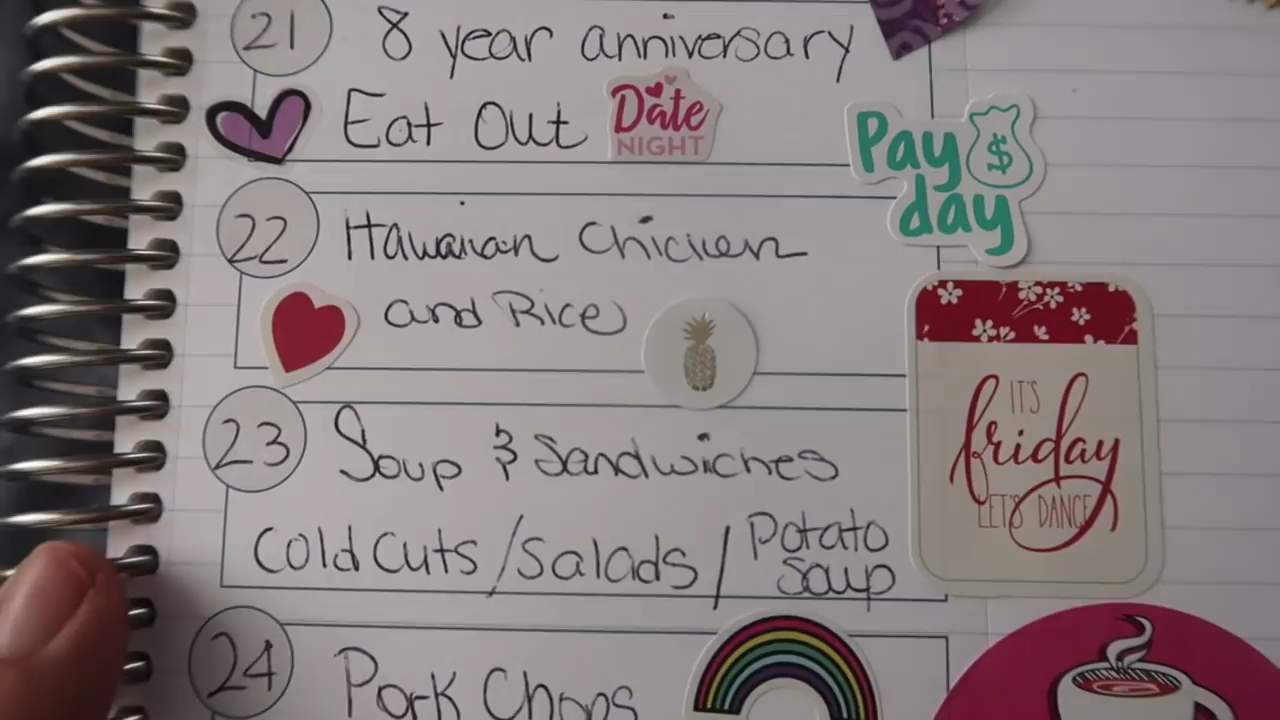 21 8 year anniversary
Eat Out Date NIGHT
Pay $
day
22 Hawaiian Chicken
and Rice
IT'S
friday
LET'S DANCE
23 Soup & Sandwiches
Cold Cuts / Salads / Potato Soup
24 Pork Chops